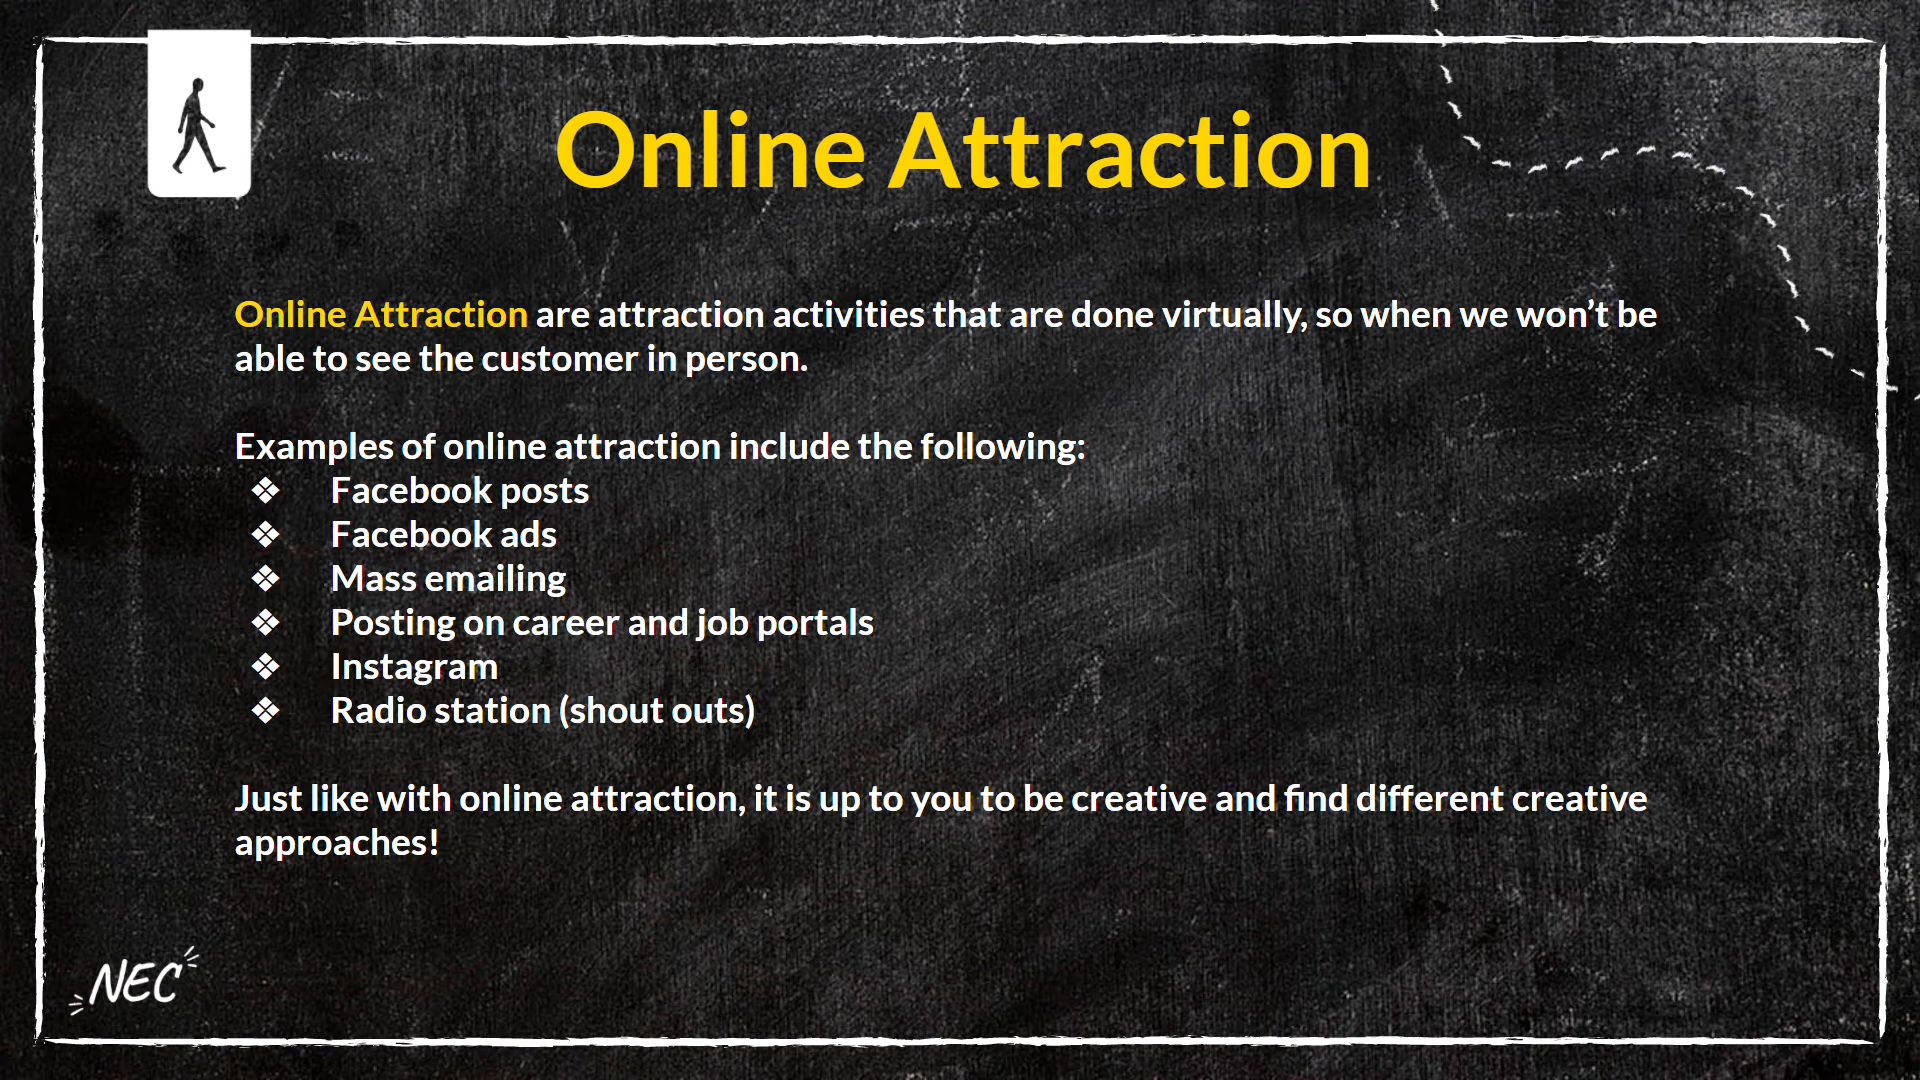 Online Attraction
Online Attraction are attraction activities that are done virtually, so when we won’t be
able to see the customer in person.
Examples of online attraction include the following:
❖ Facebook posts
❖ Facebook ads
❖ Mass emailing
❖ Posting on career and job portals
❖ Instagram
❖ Radio station (shout outs)
Just like with online attraction, it is up to you to be creative and find different creative
approaches!
NEC